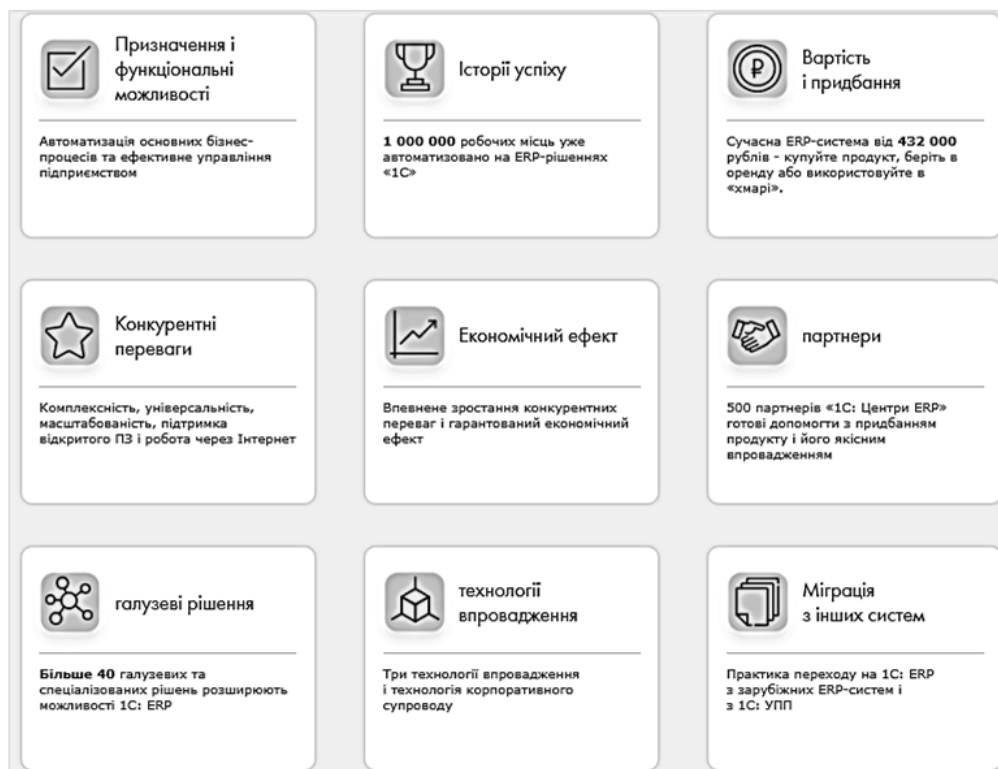 Призначення і
функціональні
можливості
Автоматизація основних бізнес-
процесів та ефективне управління
підприємством
Історії успіху
1 000 000 робочих місць уже
автоматизовано на ERP-рішеннях
«1С»
Вартість
і придбання
Сучасна ERP-система від 432 000
рублів - купуйте продукт, беріть в
оренду або використовуйте в
«хмарі».
Конкурентні
переваги
Комплексність, універсальність,
масштабованість, підтримка
відкритого ПЗ і робота через Інтернет
Економічний ефект
Впевнене зростання конкурентних
переваг і гарантований економічний
ефект
партнери
500 партнерів «1С: Центри ERP»
готові допомогти з придбанням
продукту і його якісним
впровадженням
галузеві рішення
Більше 40 галузевих та
спеціалізованих рішень розширюють
можливості 1С: ERP
технології
впровадження
Три технології впровадження
і технологія корпоративного
супроводу
Міграція
з інших систем
Практика переходу на 1С: ERP
з зарубіжних ERP-систем і
з 1С: УПП